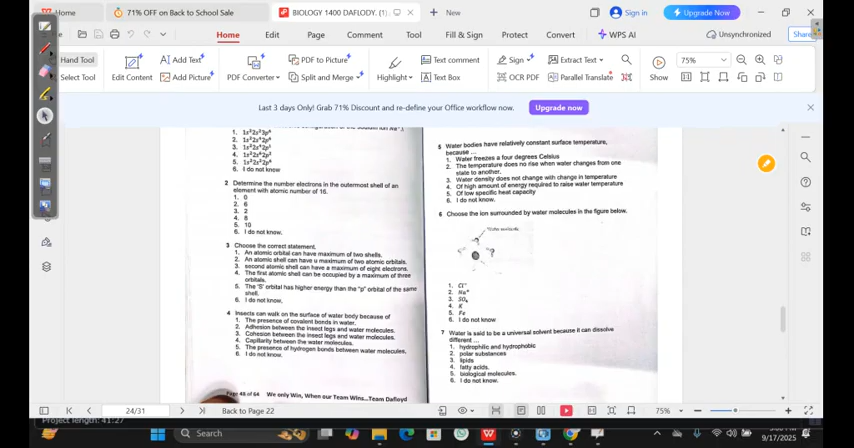 Home
71% OFF on Back to School Sale
BIOLOGY 1000 DAFLODY. (1)
New
Sign in
Upgrade Now
Home Edit Page Comment Tool Fill & Sign Protect Convert WPS AI
Unsynchronized
Share
Hand Tool
Select Tool
Edit Content
Add Text
Add Picture
PDF Converter
PDF to Picture
Split and Merge
Highlight
Text comment
Text Box
Sign
OCR PDF
Extract Text
Parallel Translate
Show
75%
Last 3 Days Only! Grab 71% Discount and re-define your Office workflow now.
Upgrade now
6. I do not know
2 Determine the number electrons in the outermost shell of an
element with atomic number of 16.
1. 0
2. 6
3. 2
4. 8
5. 10
6. I do not know.
3 Choose the correct statement.
1. An atomic orbital can have maximum of two shells.
2. An atomic shell can have u maximum of two atomic orbitals.
3. second atomic shell can have a maximum of eight electrons.
4. The first atomic shell can be occupied by a maximum of three
orbitals.
5. The "S" orbital has higher energy than the "p" orbital of the same
shell.
6. I do not know,
4 Insects can walk on the surface of water body because of
1. The presence of covalent bonds in water.
2. Adhesion between the insect legs and water molecules.
3. Cohesion between the insect legs and water molecules.
4. Capillarity between the water molecules.
5. The presence of hydrogen bonds between water molecules.
6. I do not know.
Page 48 of 64 We only Win, When our Team Wins...Team Dafloyd
5 Water bodies have relatively constant surface temperature,
because ...
1. Water freezes a four degrees Celsius
2. The temperature does no rise when water changes from one
state to another.
3. Water density does not change with change in temperature
4. Of high amount of energy required to raise water temperature
5. Of low specific heat capacity
6. I do not know.
6 Choose the ion surrounded by water molecules in the figure below.
Water molecule
?
1. Cl⁻
2. Na⁺
3. SO₄
4. K
5. Fe
6. I do not know
7 Water is said to be a universal solvent because it can dissolve
different ...
1. hydrophilic and hydrophobic
2. polar substances
3. lipids
4. fatty acids.
5. biological molecules.
6. I do not know.
24/31
Back to Page 22
75%
Project length: 41:27
Search
9/17/2025